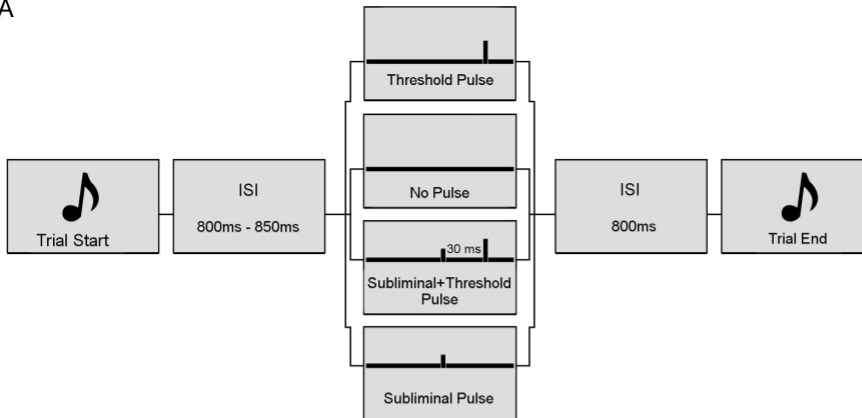 A
Trial Start
ISI
800ms - 850ms
Threshold Pulse
No Pulse
30 ms
Subliminal+Threshold
Pulse
Subliminal Pulse
ISI
800ms
Trial End